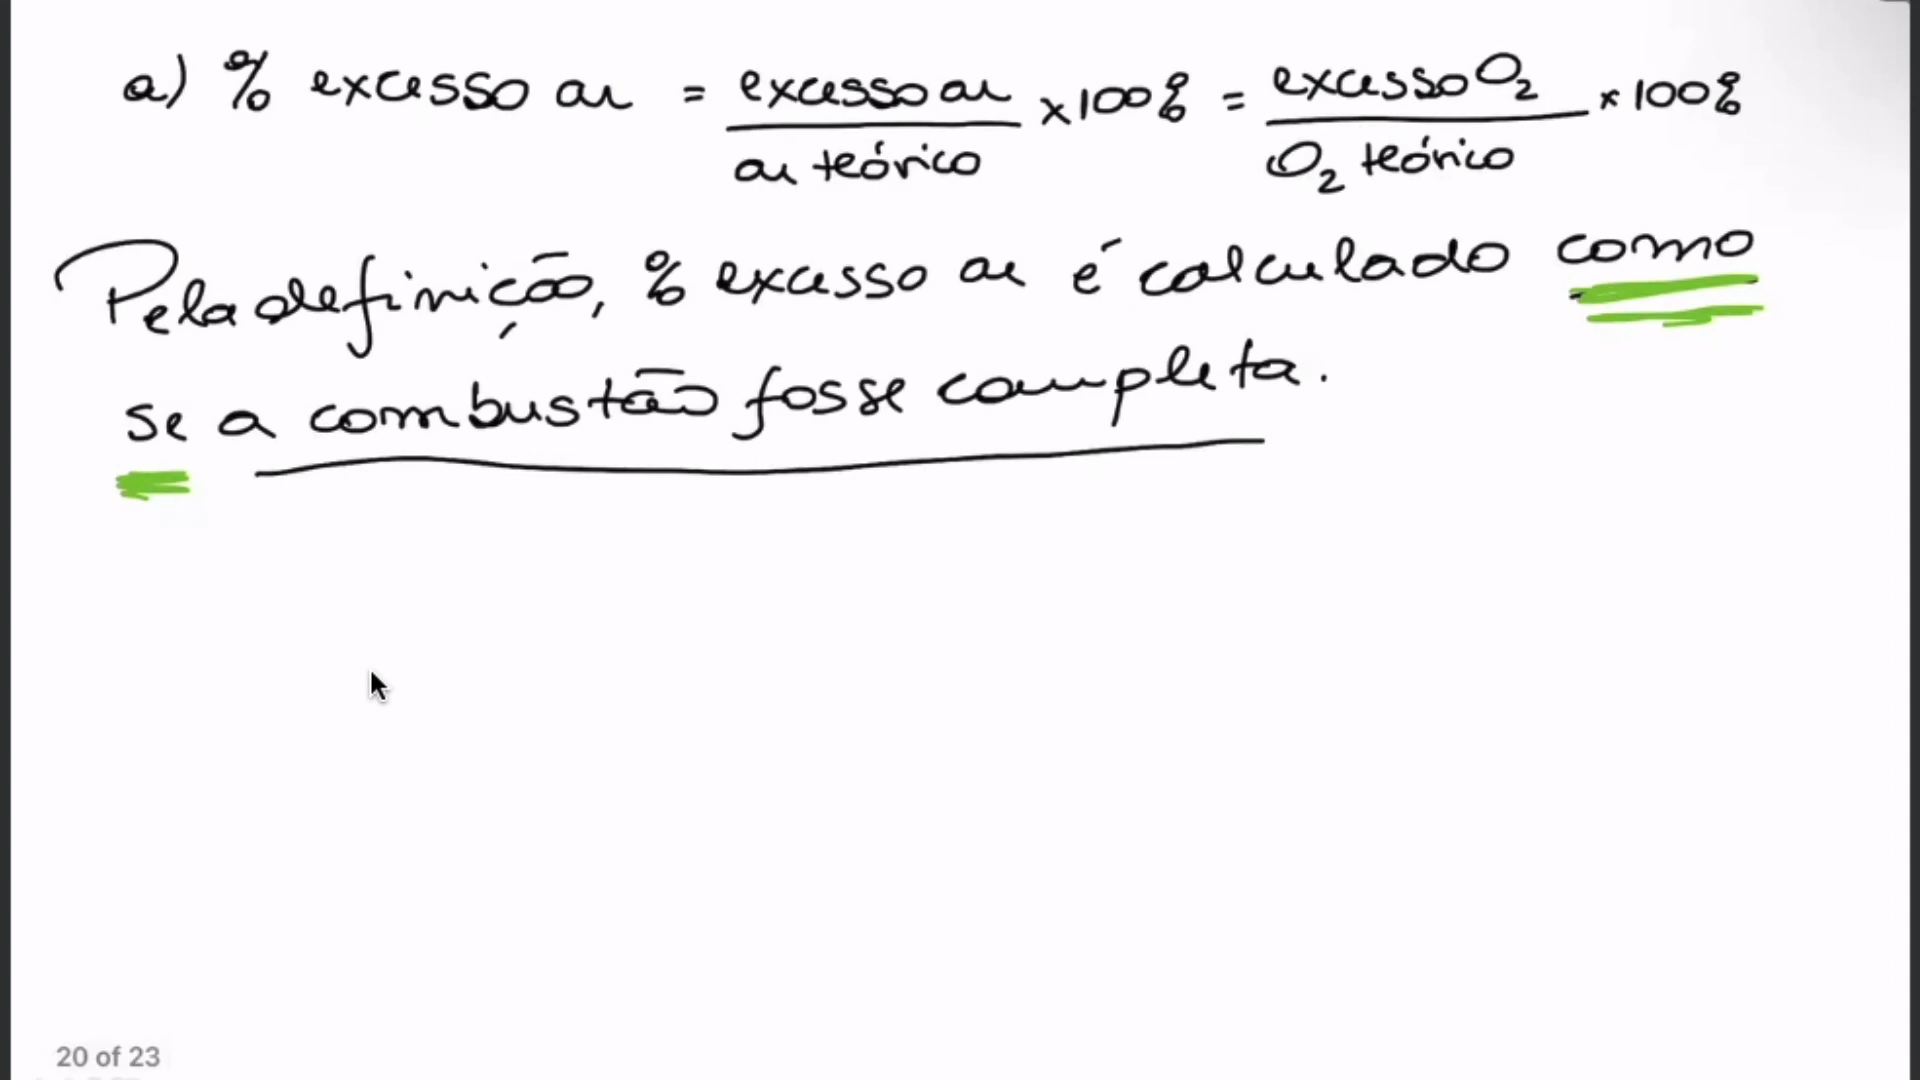 a) % excesso ar = excesso ar / ar teórico x100% = excesso O₂ / O₂ teórico x100%
Pela definição, % excesso ar é calculado como
se a combustão fosse completa.
20 of 23